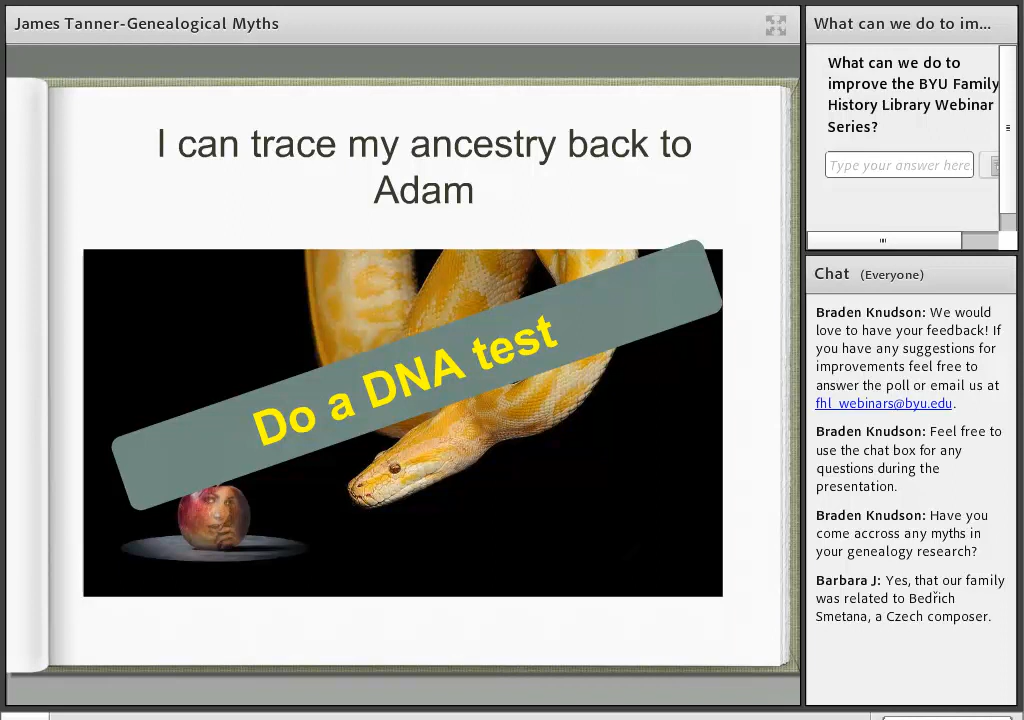 James Tanner-Genealogical Myths
I can trace my ancestry back to
Adam
Do a DNA test
What can we do to im...
What can we do to
improve the BYU Family
History Library Webinar
Series?
Type your answer here
Chat (Everyone)
Braden Knudson: We would
love to have your feedback! If
you have any suggestions for
improvements feel free to
answer the poll or email us at
fhl_webinars@byu.edu.
Braden Knudson: Feel free to
use the chat box for any
questions during the
presentation.
Braden Knudson: Have you
come accross any myths in
your genealogy research?
Barbara J: Yes, that our family
was related to Bedřich
Smetana, a Czech composer.